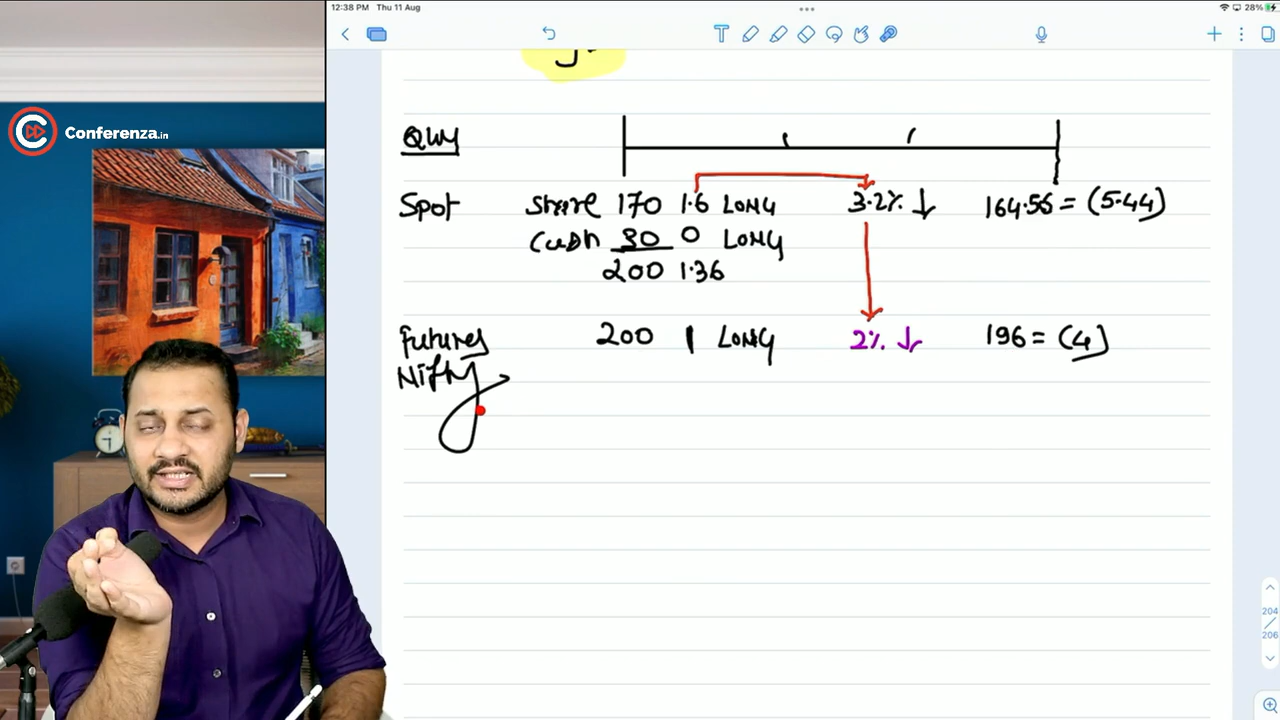 12:38 PM Thu 11 Aug
28%
Conferenza.in
QWY
Spot Share 170 1.6 LONG 3.2% ↓ 164.56 = (5.44)
Cash 30 0 LONG
200 1.36
Futures 200 1 LONG 2% ↓ 196 = (4)
Nifty
204
206